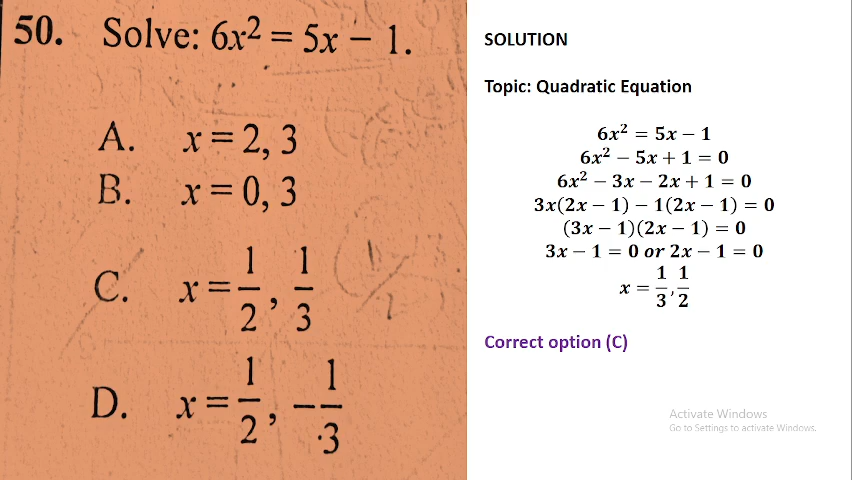 50. Solve: 6x² = 5x − 1.
A. x = 2, 3
B. x = 0, 3
C. x = 1/2, 1/3
D. x = 1/2, −1/3
SOLUTION
Topic: Quadratic Equation
6x² = 5x − 1
6x² − 5x + 1 = 0
6x² − 3x − 2x + 1 = 0
3x(2x − 1) − 1(2x − 1) = 0
(3x − 1)(2x − 1) = 0
3x − 1 = 0 or 2x − 1 = 0
x = 1/3, 1/2
Correct option (C)
Activate Windows
Go to Settings to activate Windows.